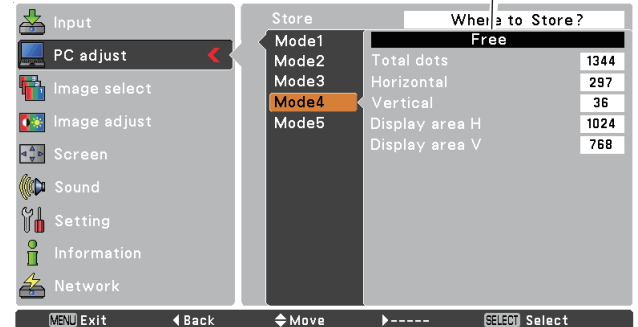 Input
PC adjust
Image select
Image adjust
Screen
Sound
Setting
Information
Network
Store
Where to Store?
Mode1
Mode2
Mode3
Mode4
Mode5
Free
Total dots 1344
Horizontal 297
Vertical 36
Display area H 1024
Display area V 768
MENU Exit Back Move ----- SELECT Select